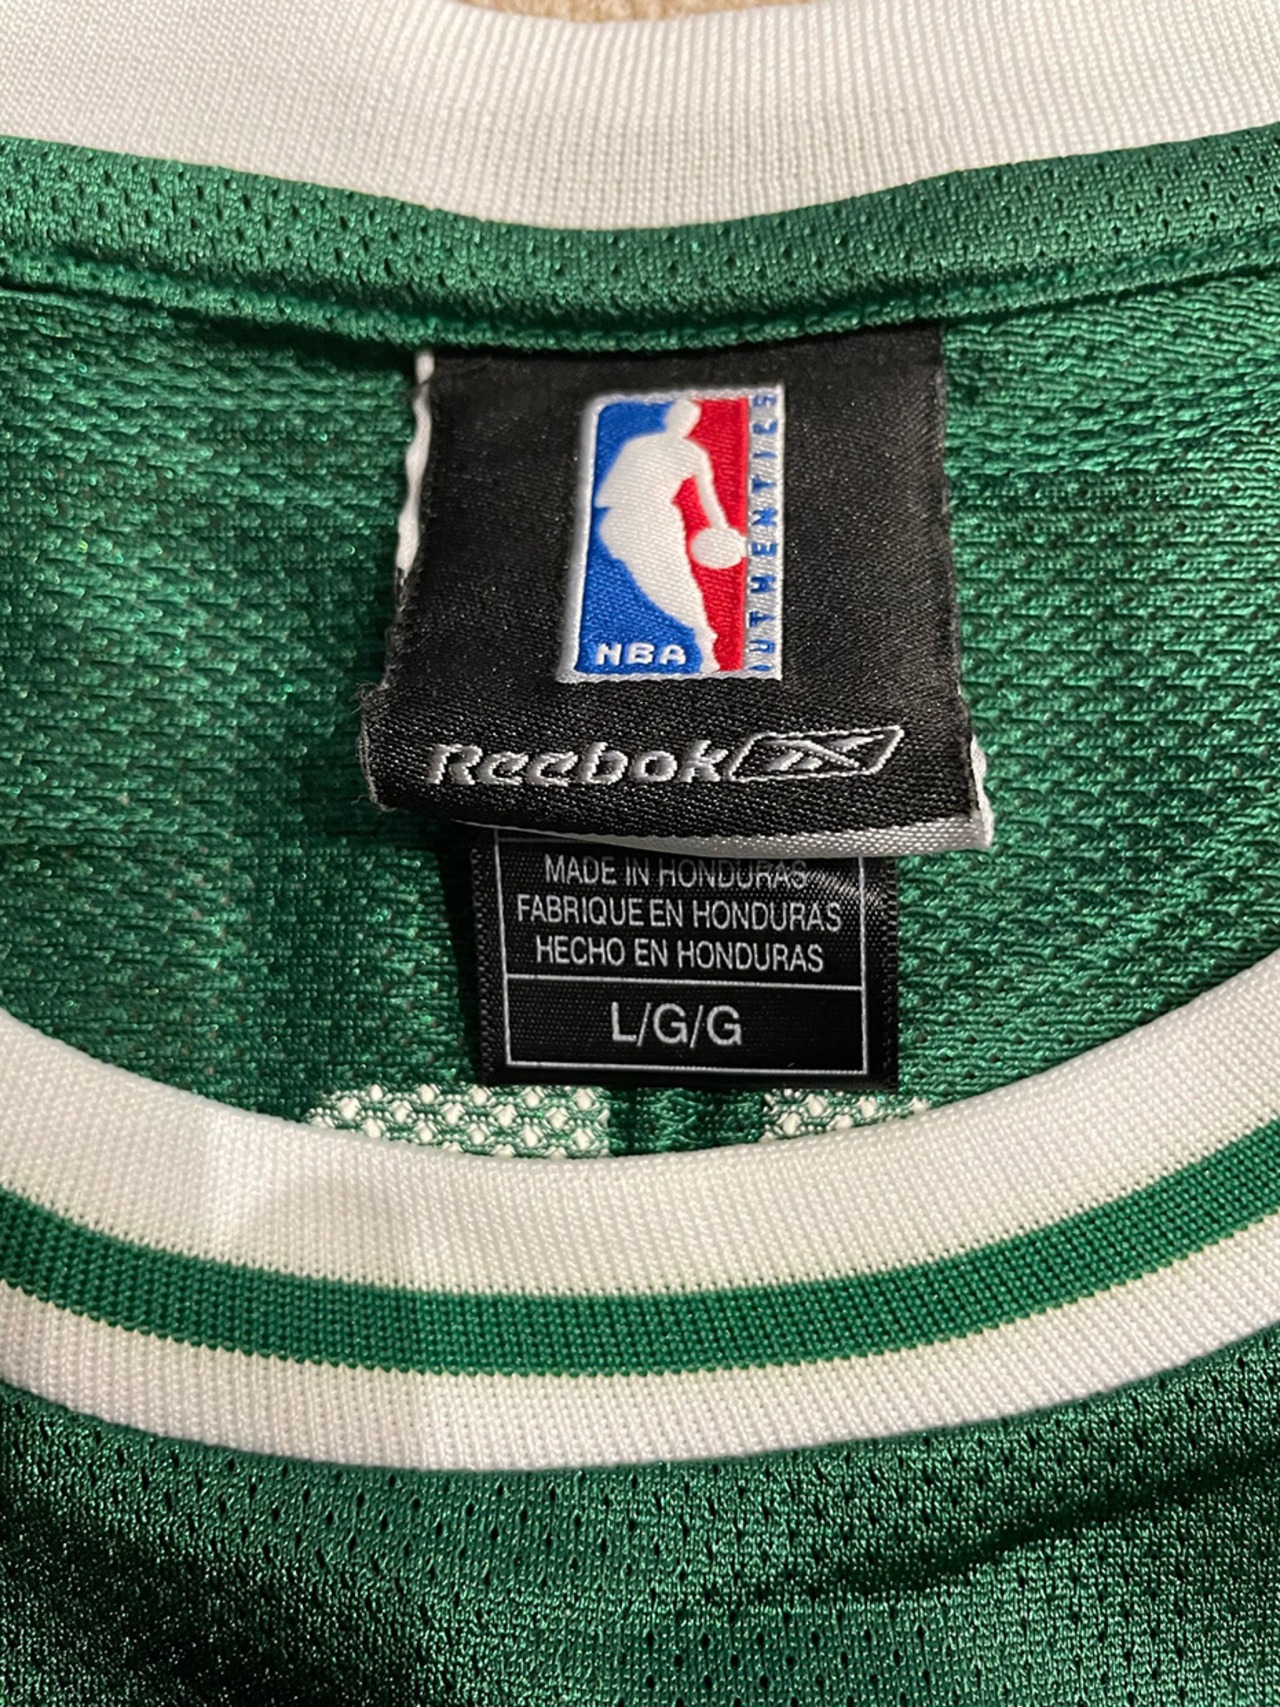 NBA
AUTHENTICS
Reebok
MADE IN HONDURAS
FABRIQUE EN HONDURAS
HECHO EN HONDURAS
L/G/G